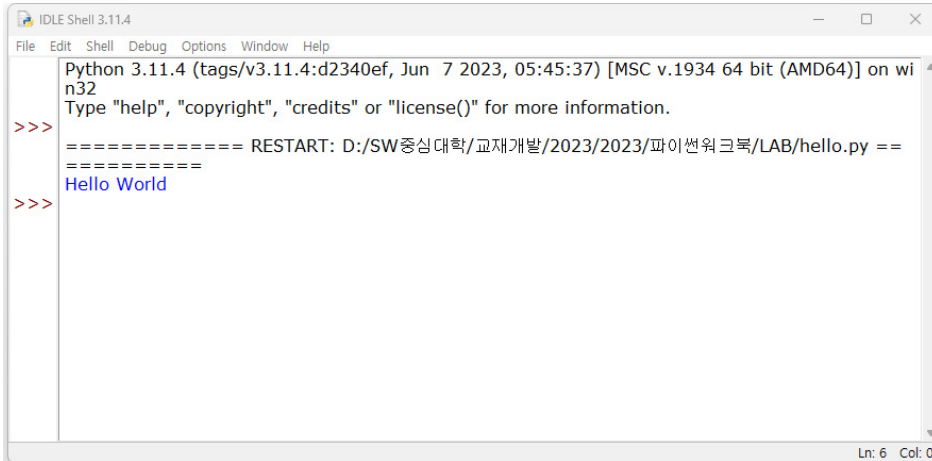 IDLE Shell 3.11.4
File Edit Shell Debug Options Window Help
Python 3.11.4 (tags/v3.11.4:d2340ef, Jun  7 2023, 05:45:37) [MSC v.1934 64 bit (AMD64)] on wi
n32
Type "help", "copyright", "credits" or "license()" for more information.
>>>
============= RESTART: D:/SW중심대학/교재개발/2023/2023/파이썬워크북/LAB/hello.py ==
==========
Hello World
>>>
Ln: 6 Col: 0